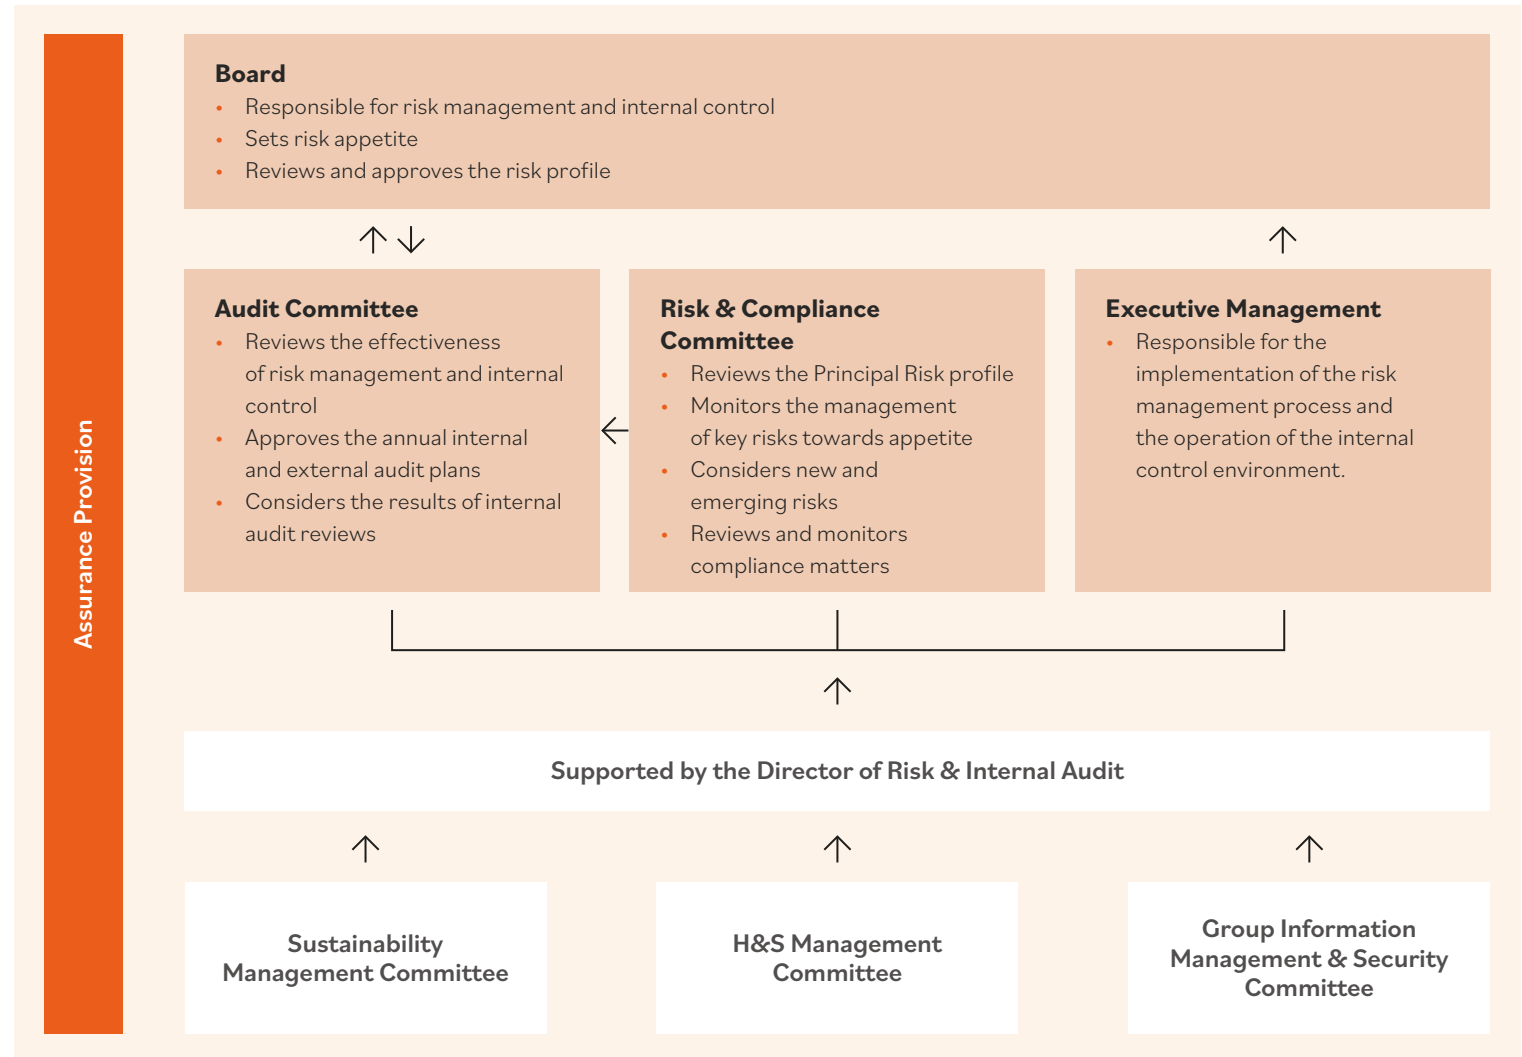 Assurance Provision
Board
• Responsible for risk management and internal control
• Sets risk appetite
• Reviews and approves the risk profile
Audit Committee
• Reviews the effectiveness
of risk management and internal
control
• Approves the annual internal
and external audit plans
• Considers the results of internal
audit reviews
Risk & Compliance
Committee
• Reviews the Principal Risk profile
• Monitors the management
of key risks towards appetite
• Considers new and
emerging risks
• Reviews and monitors
compliance matters
Executive Management
• Responsible for the
implementation of the risk
management process and
the operation of the internal
control environment.
Supported by the Director of Risk & Internal Audit
Sustainability
Management Committee
H&S Management
Committee
Group Information
Management & Security
Committee